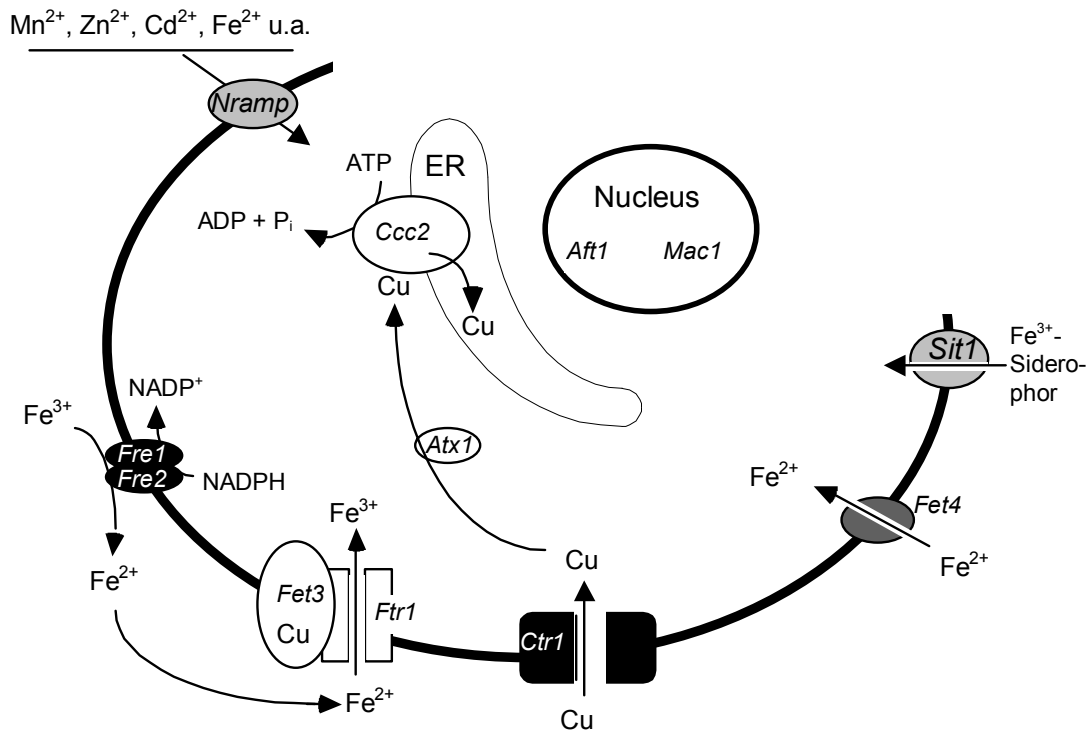 Mn²⁺, Zn²⁺, Cd²⁺, Fe²⁺ u.a.
Nramp
ATP
ER
ADP + Pᵢ
Ccc2
Cu
Cu
Nucleus
Aft1
Mac1
Sit1
Fe³⁺-
Sidero-
phor
NADP⁺
Fe³⁺
Fre1
Fre2
NADPH
Atx1
Fe²⁺
Fet4
Fe²⁺
Fe³⁺
Fe²⁺
Fet3
Cu
Ftr1
Cu
Ctr1
Fe²⁺
Cu